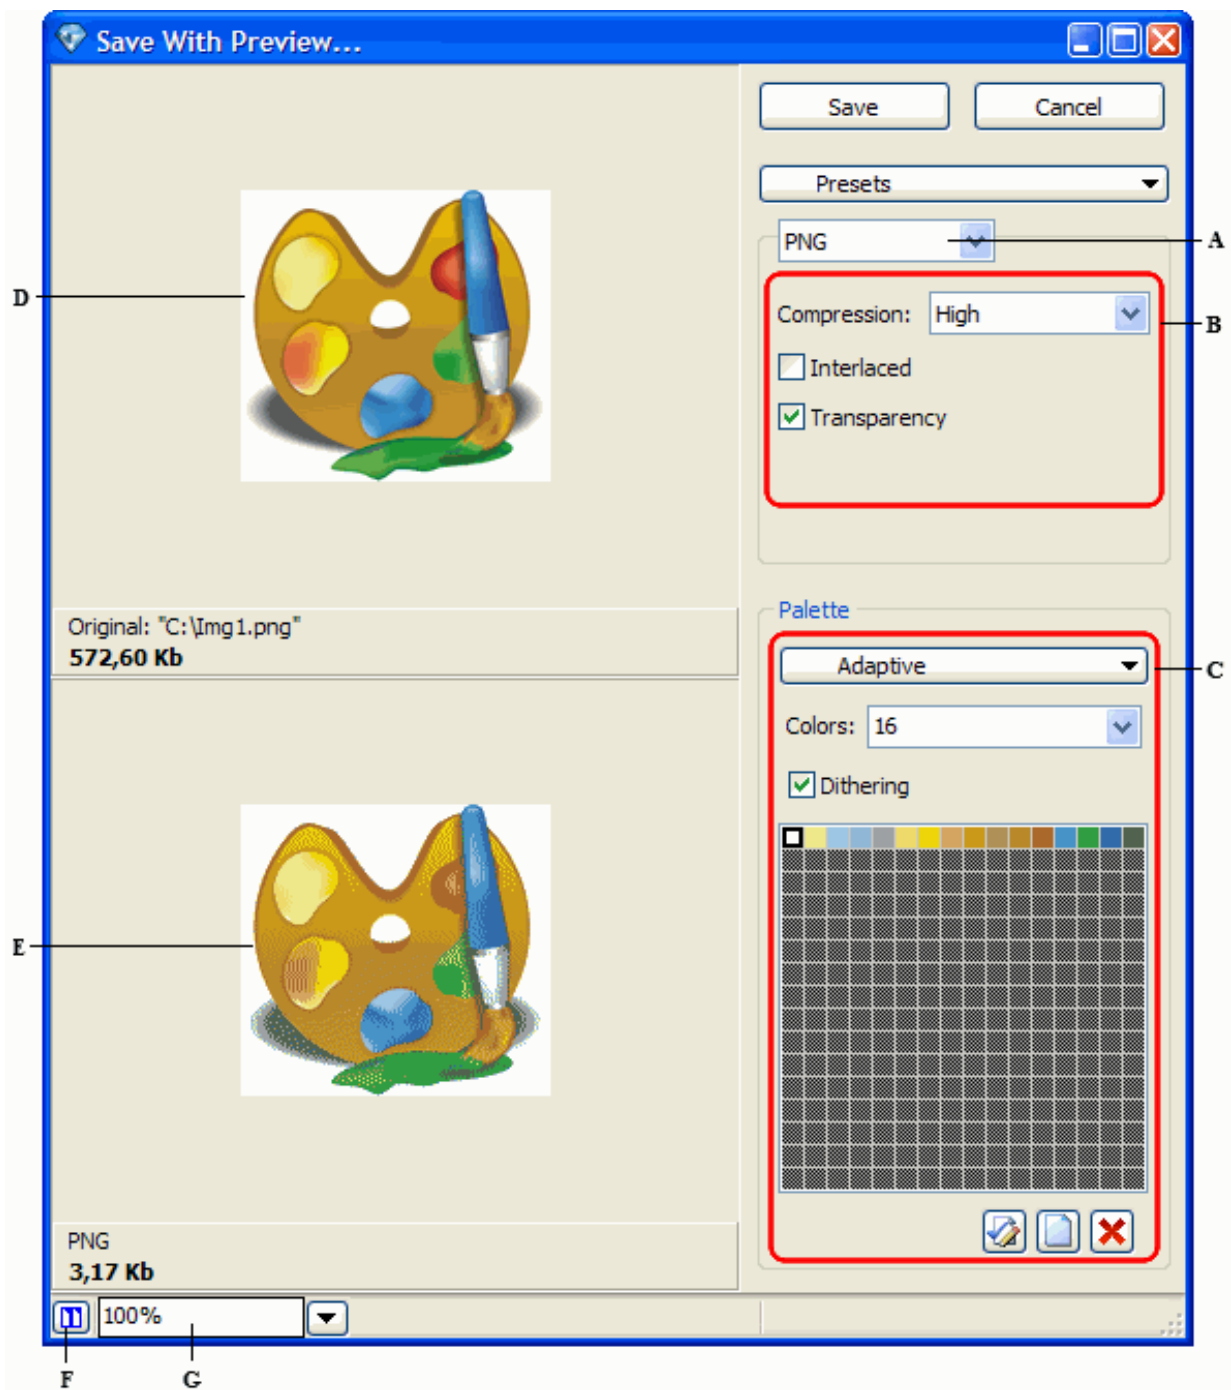 Save With Preview...
Save
Cancel
Presets
PNG
A
Compression:
High
B
Interlaced
Transparency
D
Original: "C:\Img1.png"
572,60 Kb
Palette
Adaptive
C
Colors:
16
Dithering
E
PNG
3,17 Kb
100%
F
G